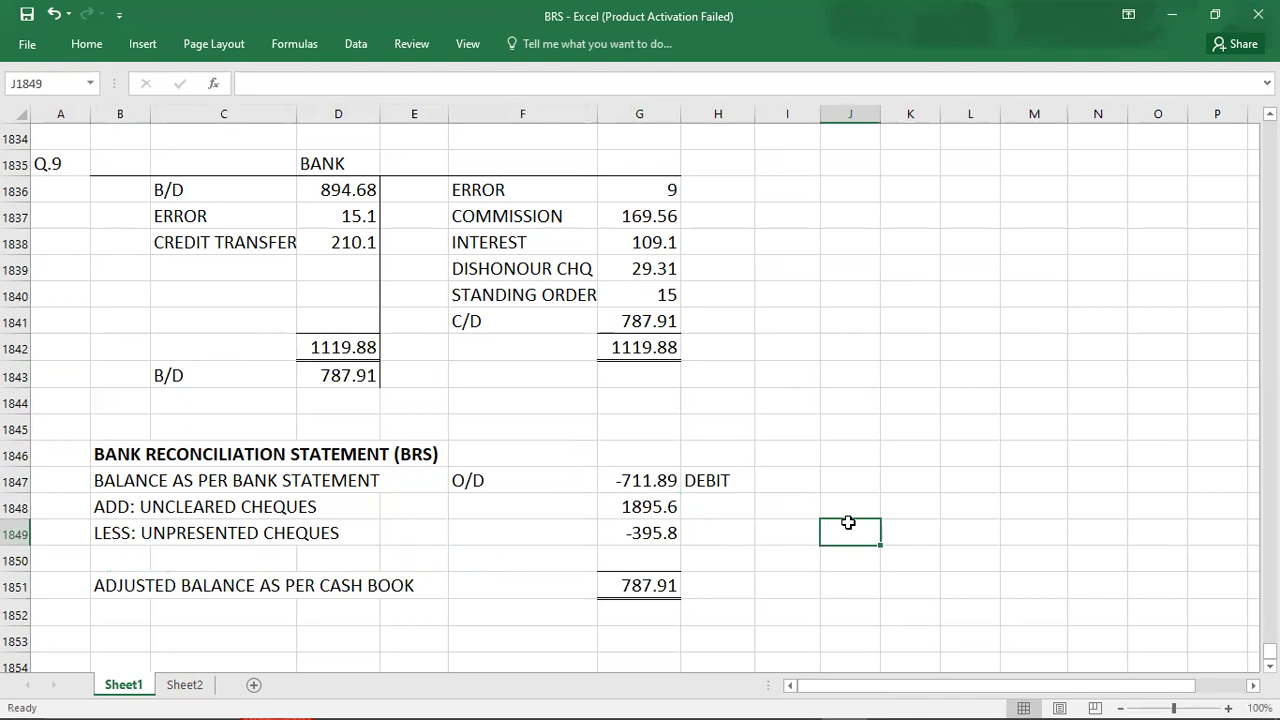 BRS - Excel (Product Activation Failed)
File Home Insert Page Layout Formulas Data Review View Tell me what you want to do... Share
J1849 fx
A B C D E F G H I J K L M N O P
1834
1835 Q.9 BANK
1836 B/D 894.68 ERROR 9
1837 ERROR 15.1 COMMISSION 169.56
1838 CREDIT TRANSFER 210.1 INTEREST 109.1
1839 DISHONOUR CHQ 29.31
1840 STANDING ORDER 15
1841 C/D 787.91
1842 1119.88 1119.88
1843 B/D 787.91
1844
1845
1846 BANK RECONCILIATION STATEMENT (BRS)
1847 BALANCE AS PER BANK STATEMENT O/D -711.89 DEBIT
1848 ADD: UNCLEARED CHEQUES 1895.6
1849 LESS: UNPRESENTED CHEQUES -395.8
1850
1851 ADJUSTED BALANCE AS PER CASH BOOK 787.91
1852
1853
1854
Sheet1 Sheet2
Ready 100%